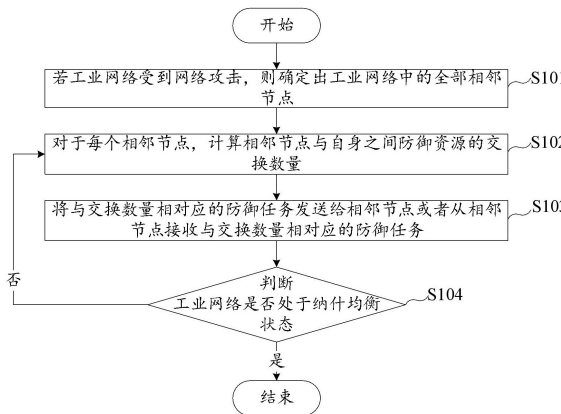 开始
若工业网络受到网络攻击，则确定出工业网络中的全部相邻
节点
S101
对于每个相邻节点，计算相邻节点与自身之间防御资源的交
换数量
S102
将与交换数量相对应的防御任务发送给相邻节点或者从相邻
节点接收与交换数量相对应的防御任务
S103
否
判断
工业网络是否处于纳什均衡
状态
S104
是
结束